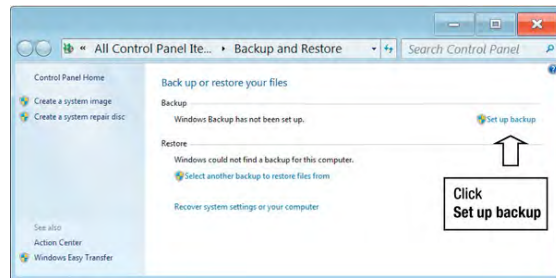 « All Control Panel Ite... ▸ Backup and Restore
Search Control Panel
Control Panel Home
Create a system image
Create a system repair disc
See also
Action Center
Windows Easy Transfer
Back up or restore your files
Backup
Windows Backup has not been set up.
Set up backup
Restore
Windows could not find a backup for this computer.
Select another backup to restore files from
Recover system settings or your computer
Click
Set up backup